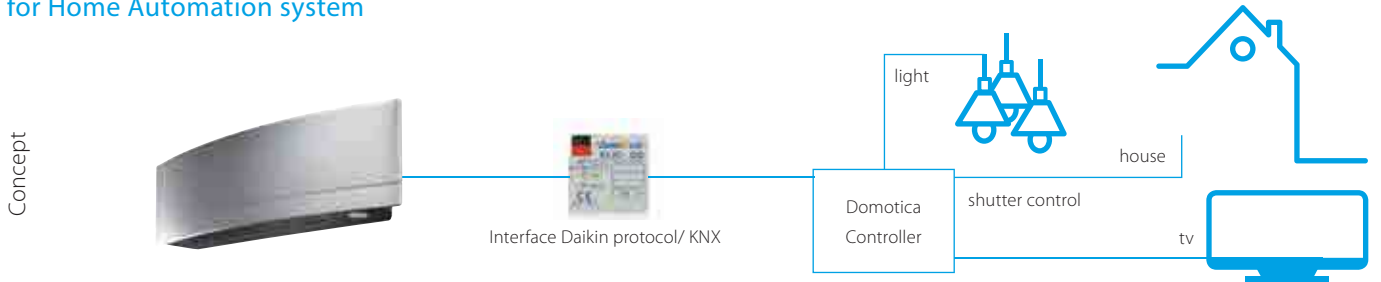 for Home Automation system
Concept
light
house
shutter control
Domotica
Controller
tv
Interface Daikin protocol/ KNX